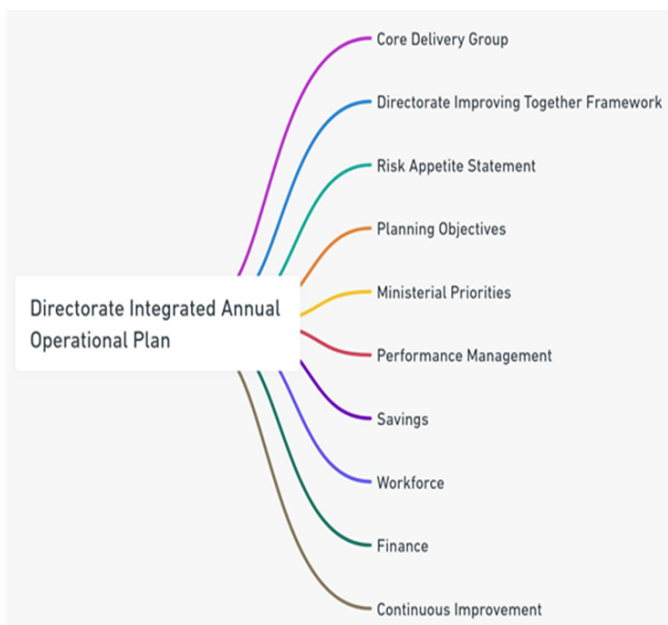 Core Delivery Group
Directorate Improving Together Framework
Risk Appetite Statement
Planning Objectives
Ministerial Priorities
Directorate Integrated Annual
Operational Plan
Performance Management
Savings
Workforce
Finance
Continuous Improvement